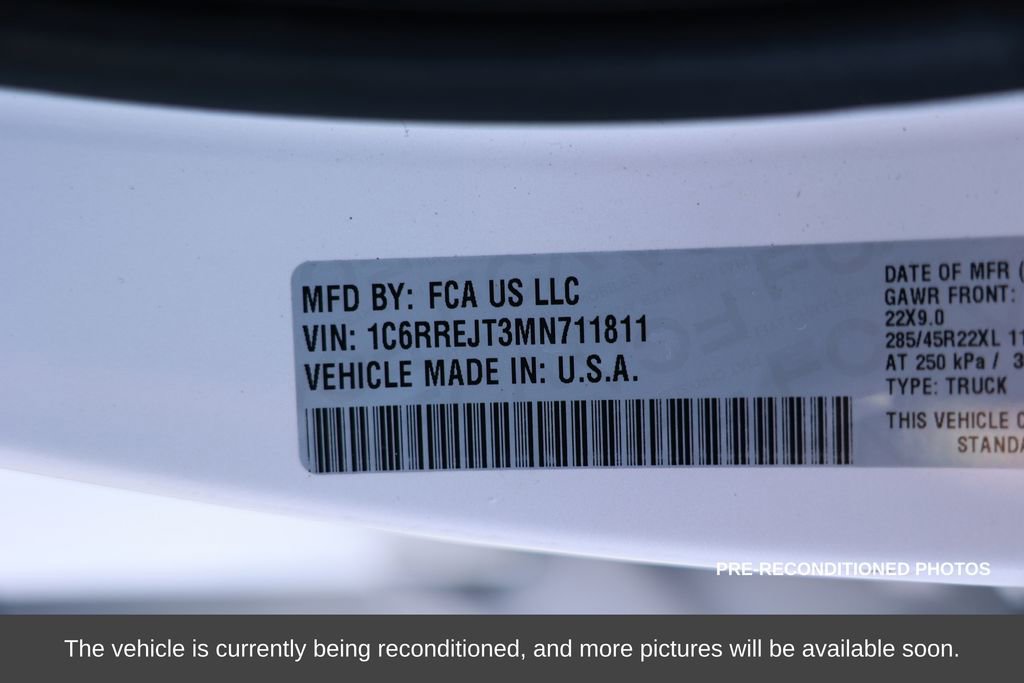 MFD BY: FCA US LLC
VIN: 1C6RREJT3MN711811
VEHICLE MADE IN: U.S.A.
DATE OF MFR (
GAWR FRONT:
22X9.0
285/45R22XL 11
AT 250 kPa / 3
TYPE: TRUCK
THIS VEHICLE C
STANDA
PRE-RECONDITIONED PHOTOS
The vehicle is currently being reconditioned, and more pictures will be available soon.